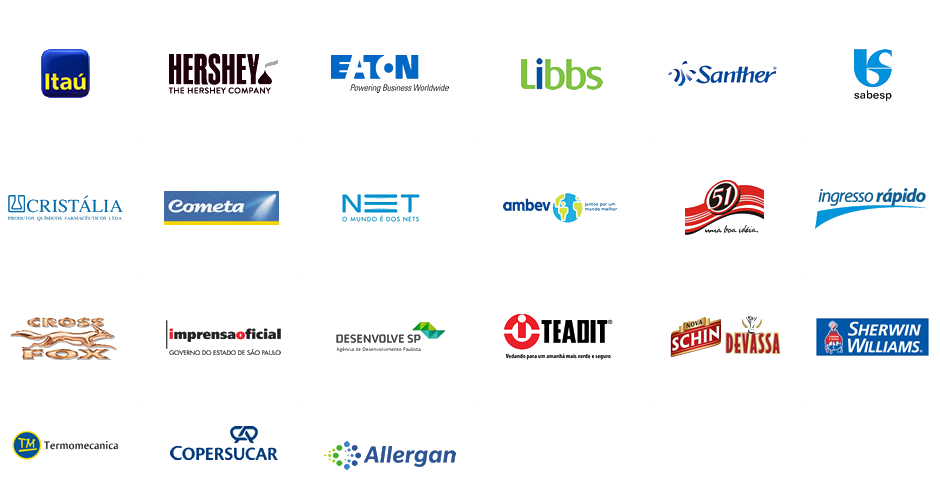 Itaú
HERSHEY
THE HERSHEY COMPANY
EATON
Powering Business Worldwide
Libbs
Santher®
sabesp
CRISTÁLIA
PRODUTOS QUÍMICOS FARMACÊUTICOS LTDA.
Cometa
NET
O MUNDO É DOS NETS
ambev
juntos por um
mundo melhor
51
uma boa idéia.
ingresso rápido
CROSS
FOX
imprensaoficial
GOVERNO DO ESTADO DE SÃO PAULO
DESENVOLVE SP
Agência de Desenvolvimento Paulista
TEADIT®
Vedando para um amanhã mais verde e seguro
NOVA
SCHIN
DEVASSA
SHERWIN
WILLIAMS.
TM
Termomecanica
COPERSUCAR
Allergan